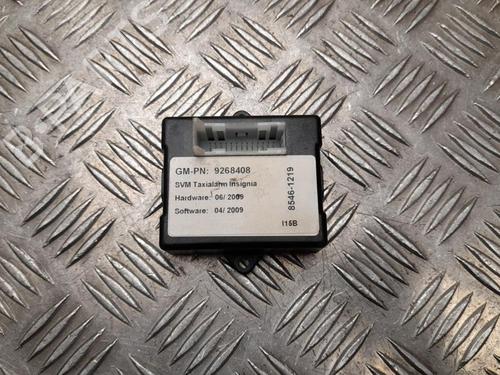 GM-PN: 9268408
SVM Taxialarm Insignia
Hardware: 06/ 2009
Software: 04/ 2009
8546-1219
I15B